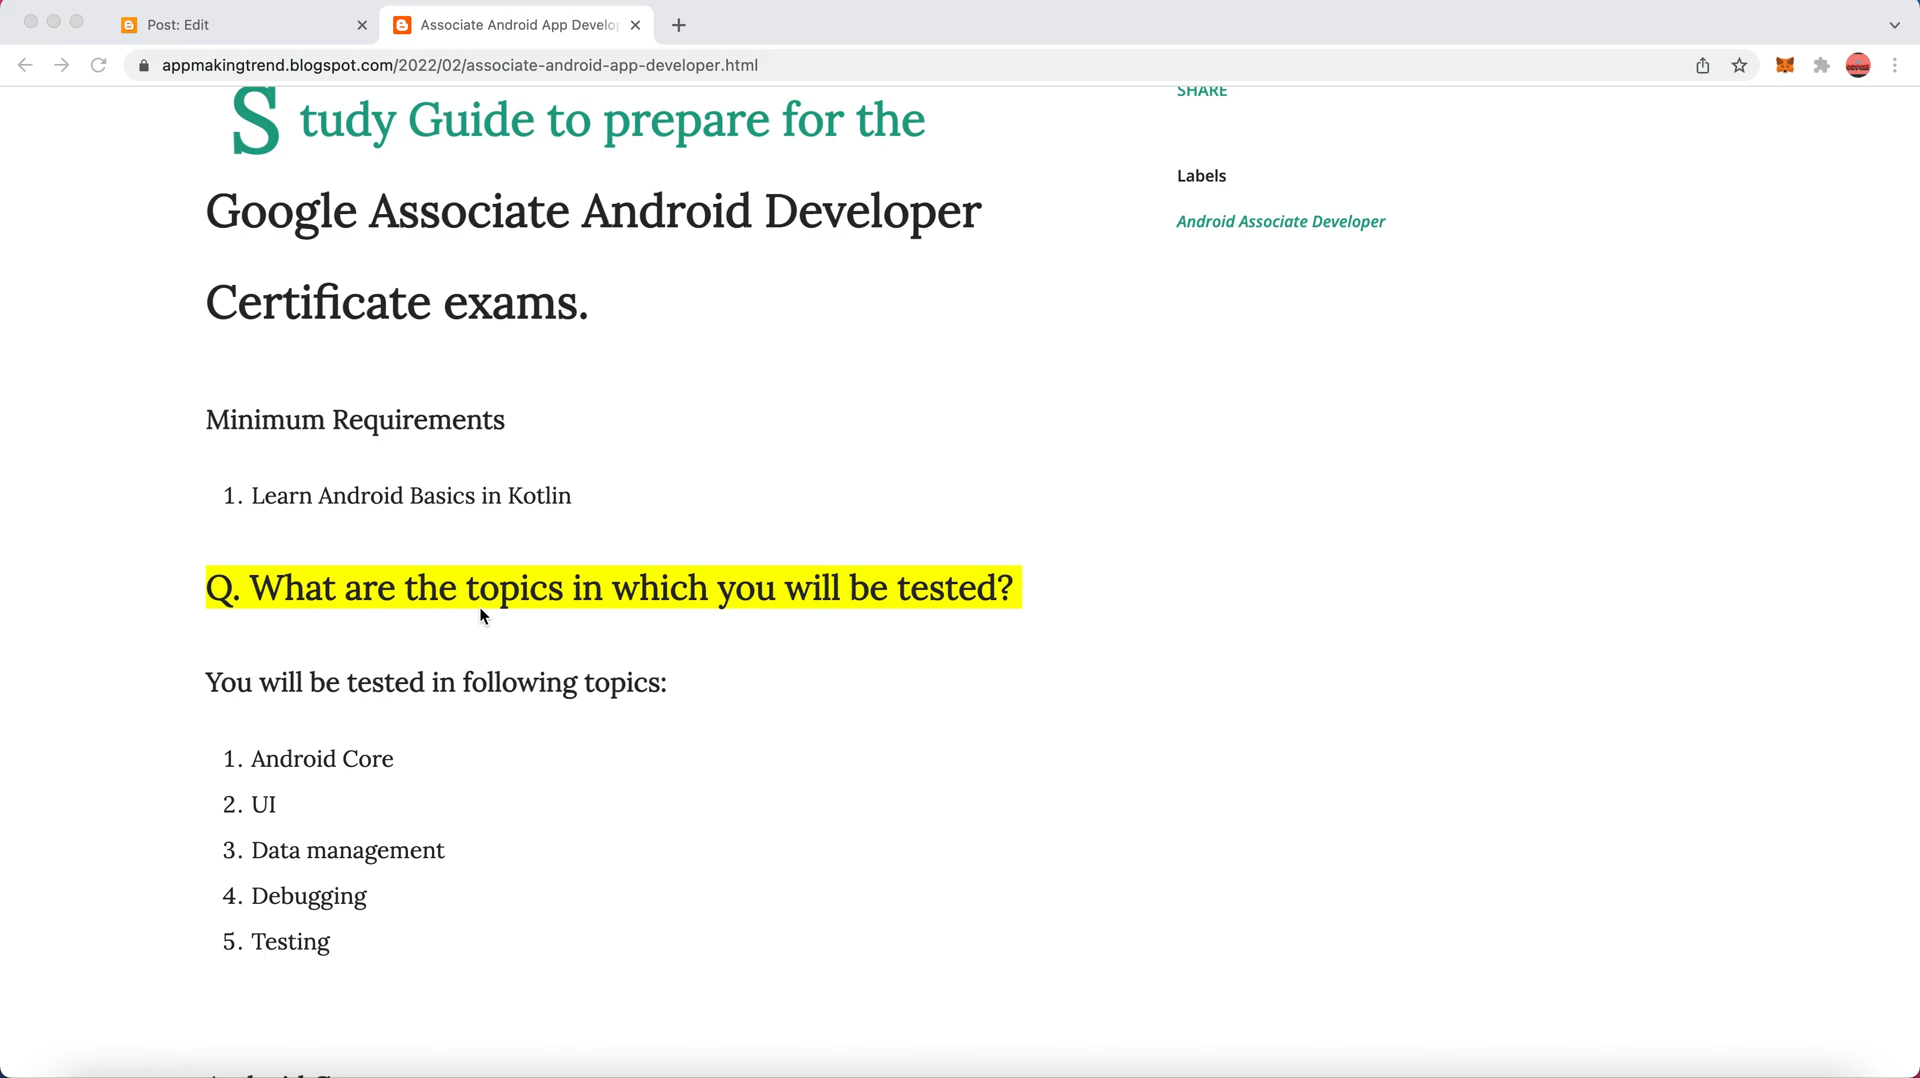 Post: Edit
Associate Android App Develo
appmakingtrend.blogspot.com/2022/02/associate-android-app-developer.html
Study Guide to prepare for the
Google Associate Android Developer
Certificate exams.
SHARE
Labels
Android Associate Developer
Minimum Requirements
1. Learn Android Basics in Kotlin
Q. What are the topics in which you will be tested?
You will be tested in following topics:
1. Android Core
2. UI
3. Data management
4. Debugging
5. Testing